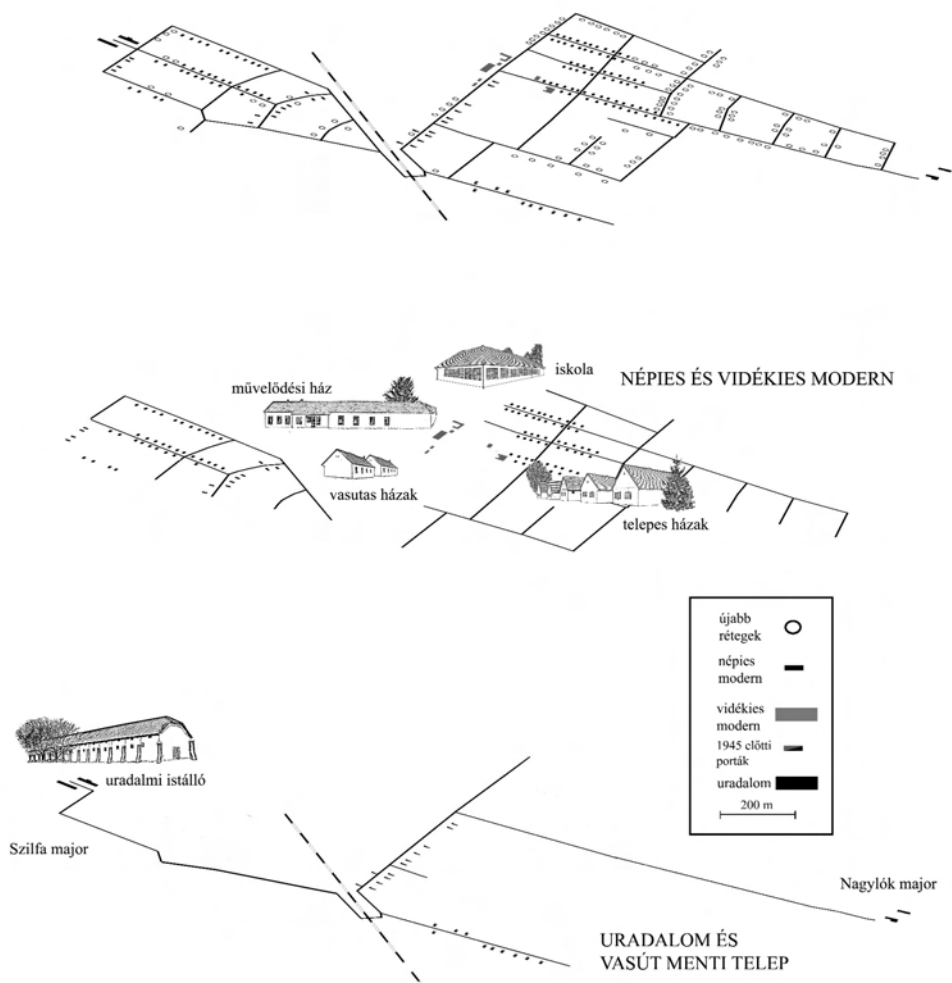 iskola
NÉPIES ÉS VIDÉKIES MODERN
művelődési ház
vasutas házak
telepes házak
újabb
rétegek
népies
modern
vidékies
modern
1945 előtti
porták
uradalom
200 m
uradalmi istálló
Szilfa major
Nagylók major
URADALOM ÉS
VASÚT MENTI TELEP